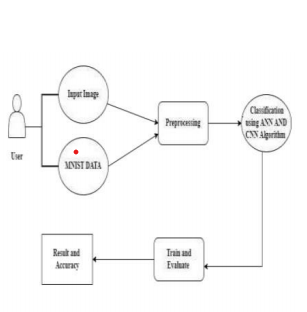 Input Image
User
MNIST DATA
Preprocessing
Classification
using ANN AND
CNN Algorithm
Train and
Evaluate
Result and
Accuracy